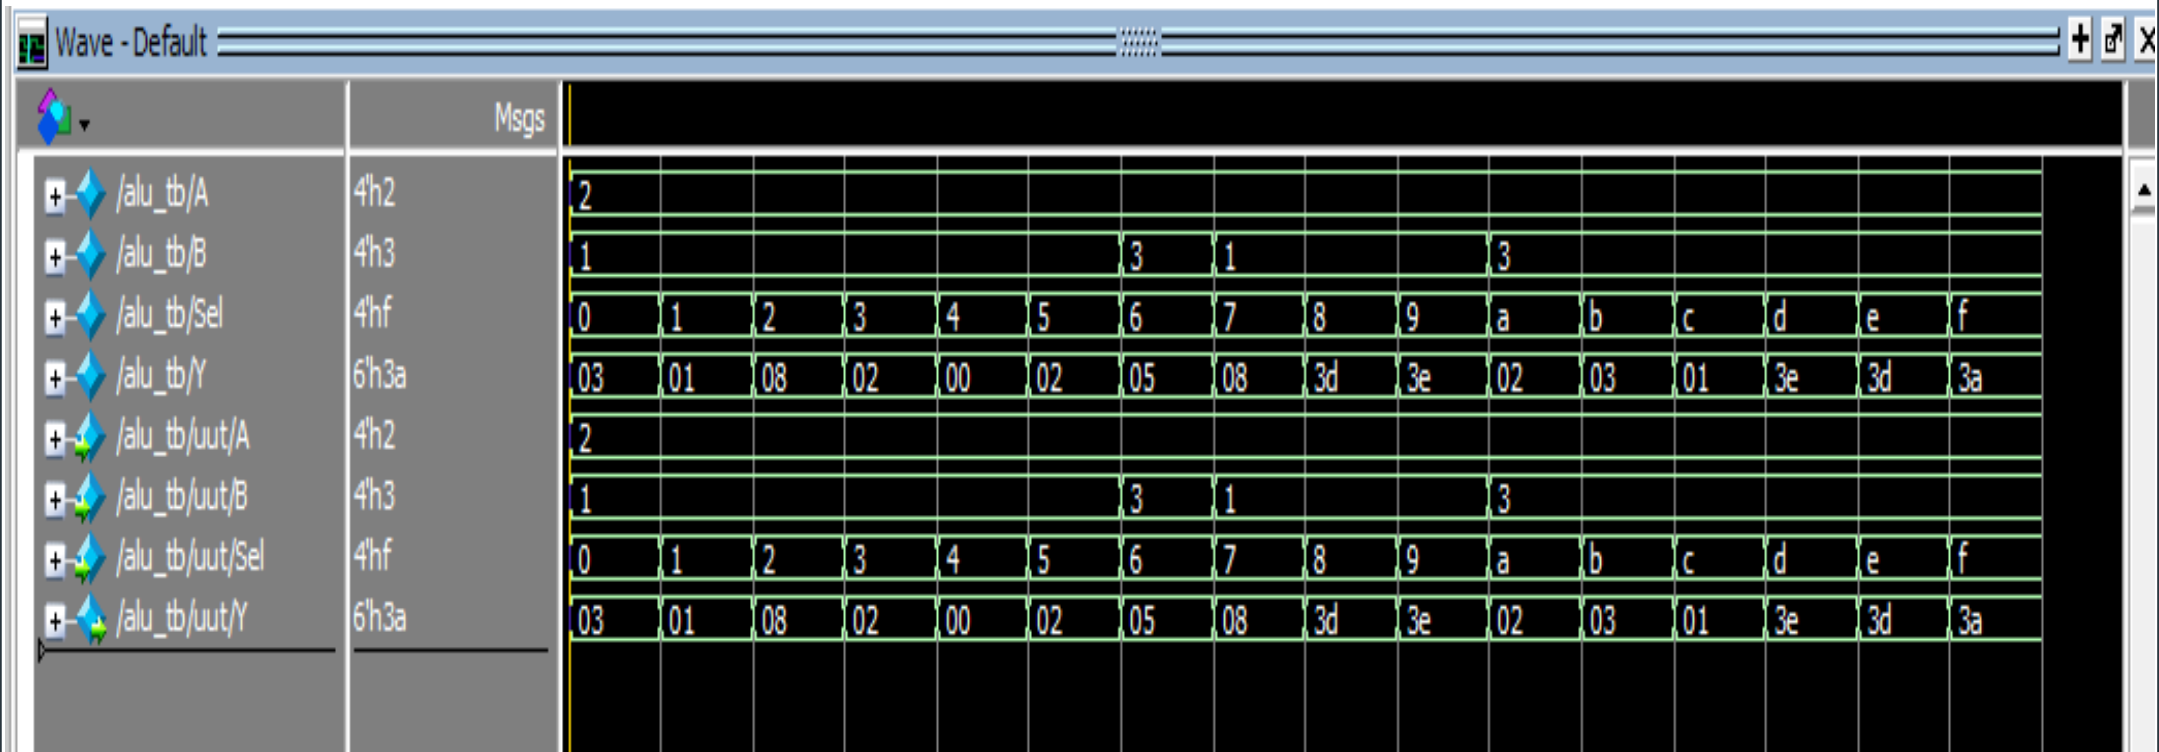 Wave - Default
Msgs
/alu_tb/A 4'h2 2
/alu_tb/B 4'h3 1 3 1 3
/alu_tb/Sel 4'hf 0 1 2 3 4 5 6 7 8 9 a b c d e f
/alu_tb/Y 6'h3a 03 01 08 02 00 02 05 08 3d 3e 02 03 01 3e 3d 3a
/alu_tb/uut/A 4'h2 2
/alu_tb/uut/B 4'h3 1 3 1 3
/alu_tb/uut/Sel 4'hf 0 1 2 3 4 5 6 7 8 9 a b c d e f
/alu_tb/uut/Y 6'h3a 03 01 08 02 00 02 05 08 3d 3e 02 03 01 3e 3d 3a